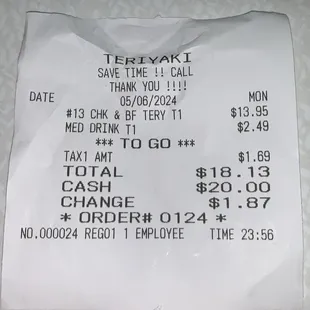 TERIYAKI
SAVE TIME !! CALL
THANK YOU !!!!
DATE 05/06/2024 MON
#13 CHK & BF TERY T1 $13.95
MED DRINK T1 $2.49
*** TO GO ***
TAX1 AMT $1.69
TOTAL $18.13
CASH $20.00
CHANGE $1.87
* ORDER# 0124 *
NO.000024 REG01 1 EMPLOYEE TIME 23:56